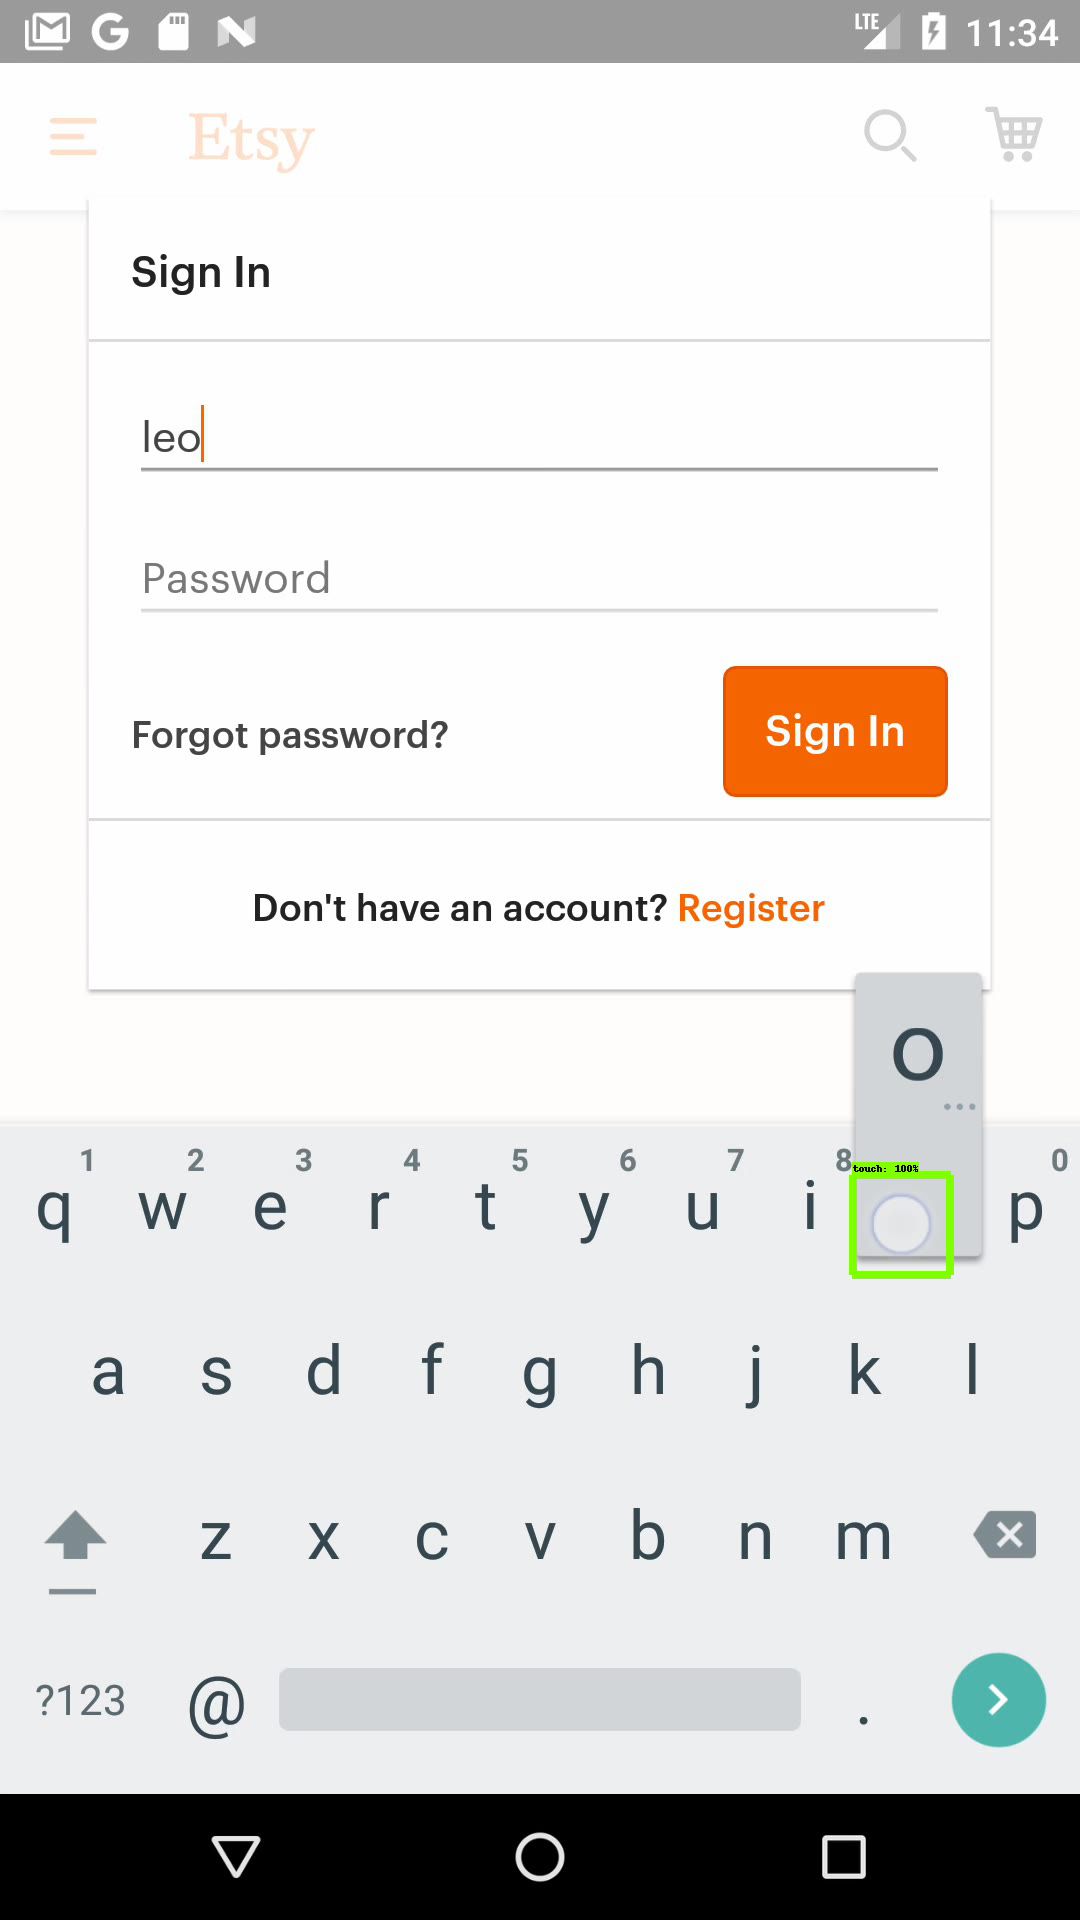 LTE 11:34
Etsy
Sign In
leo
Password
Forgot password? Sign In
Don't have an account? Register
O
...
1 2 3 4 5 6 7 8 0
touch: 100%
q w e r t y u i p
a s d f g h j k l
z x c v b n m
?123 @ .